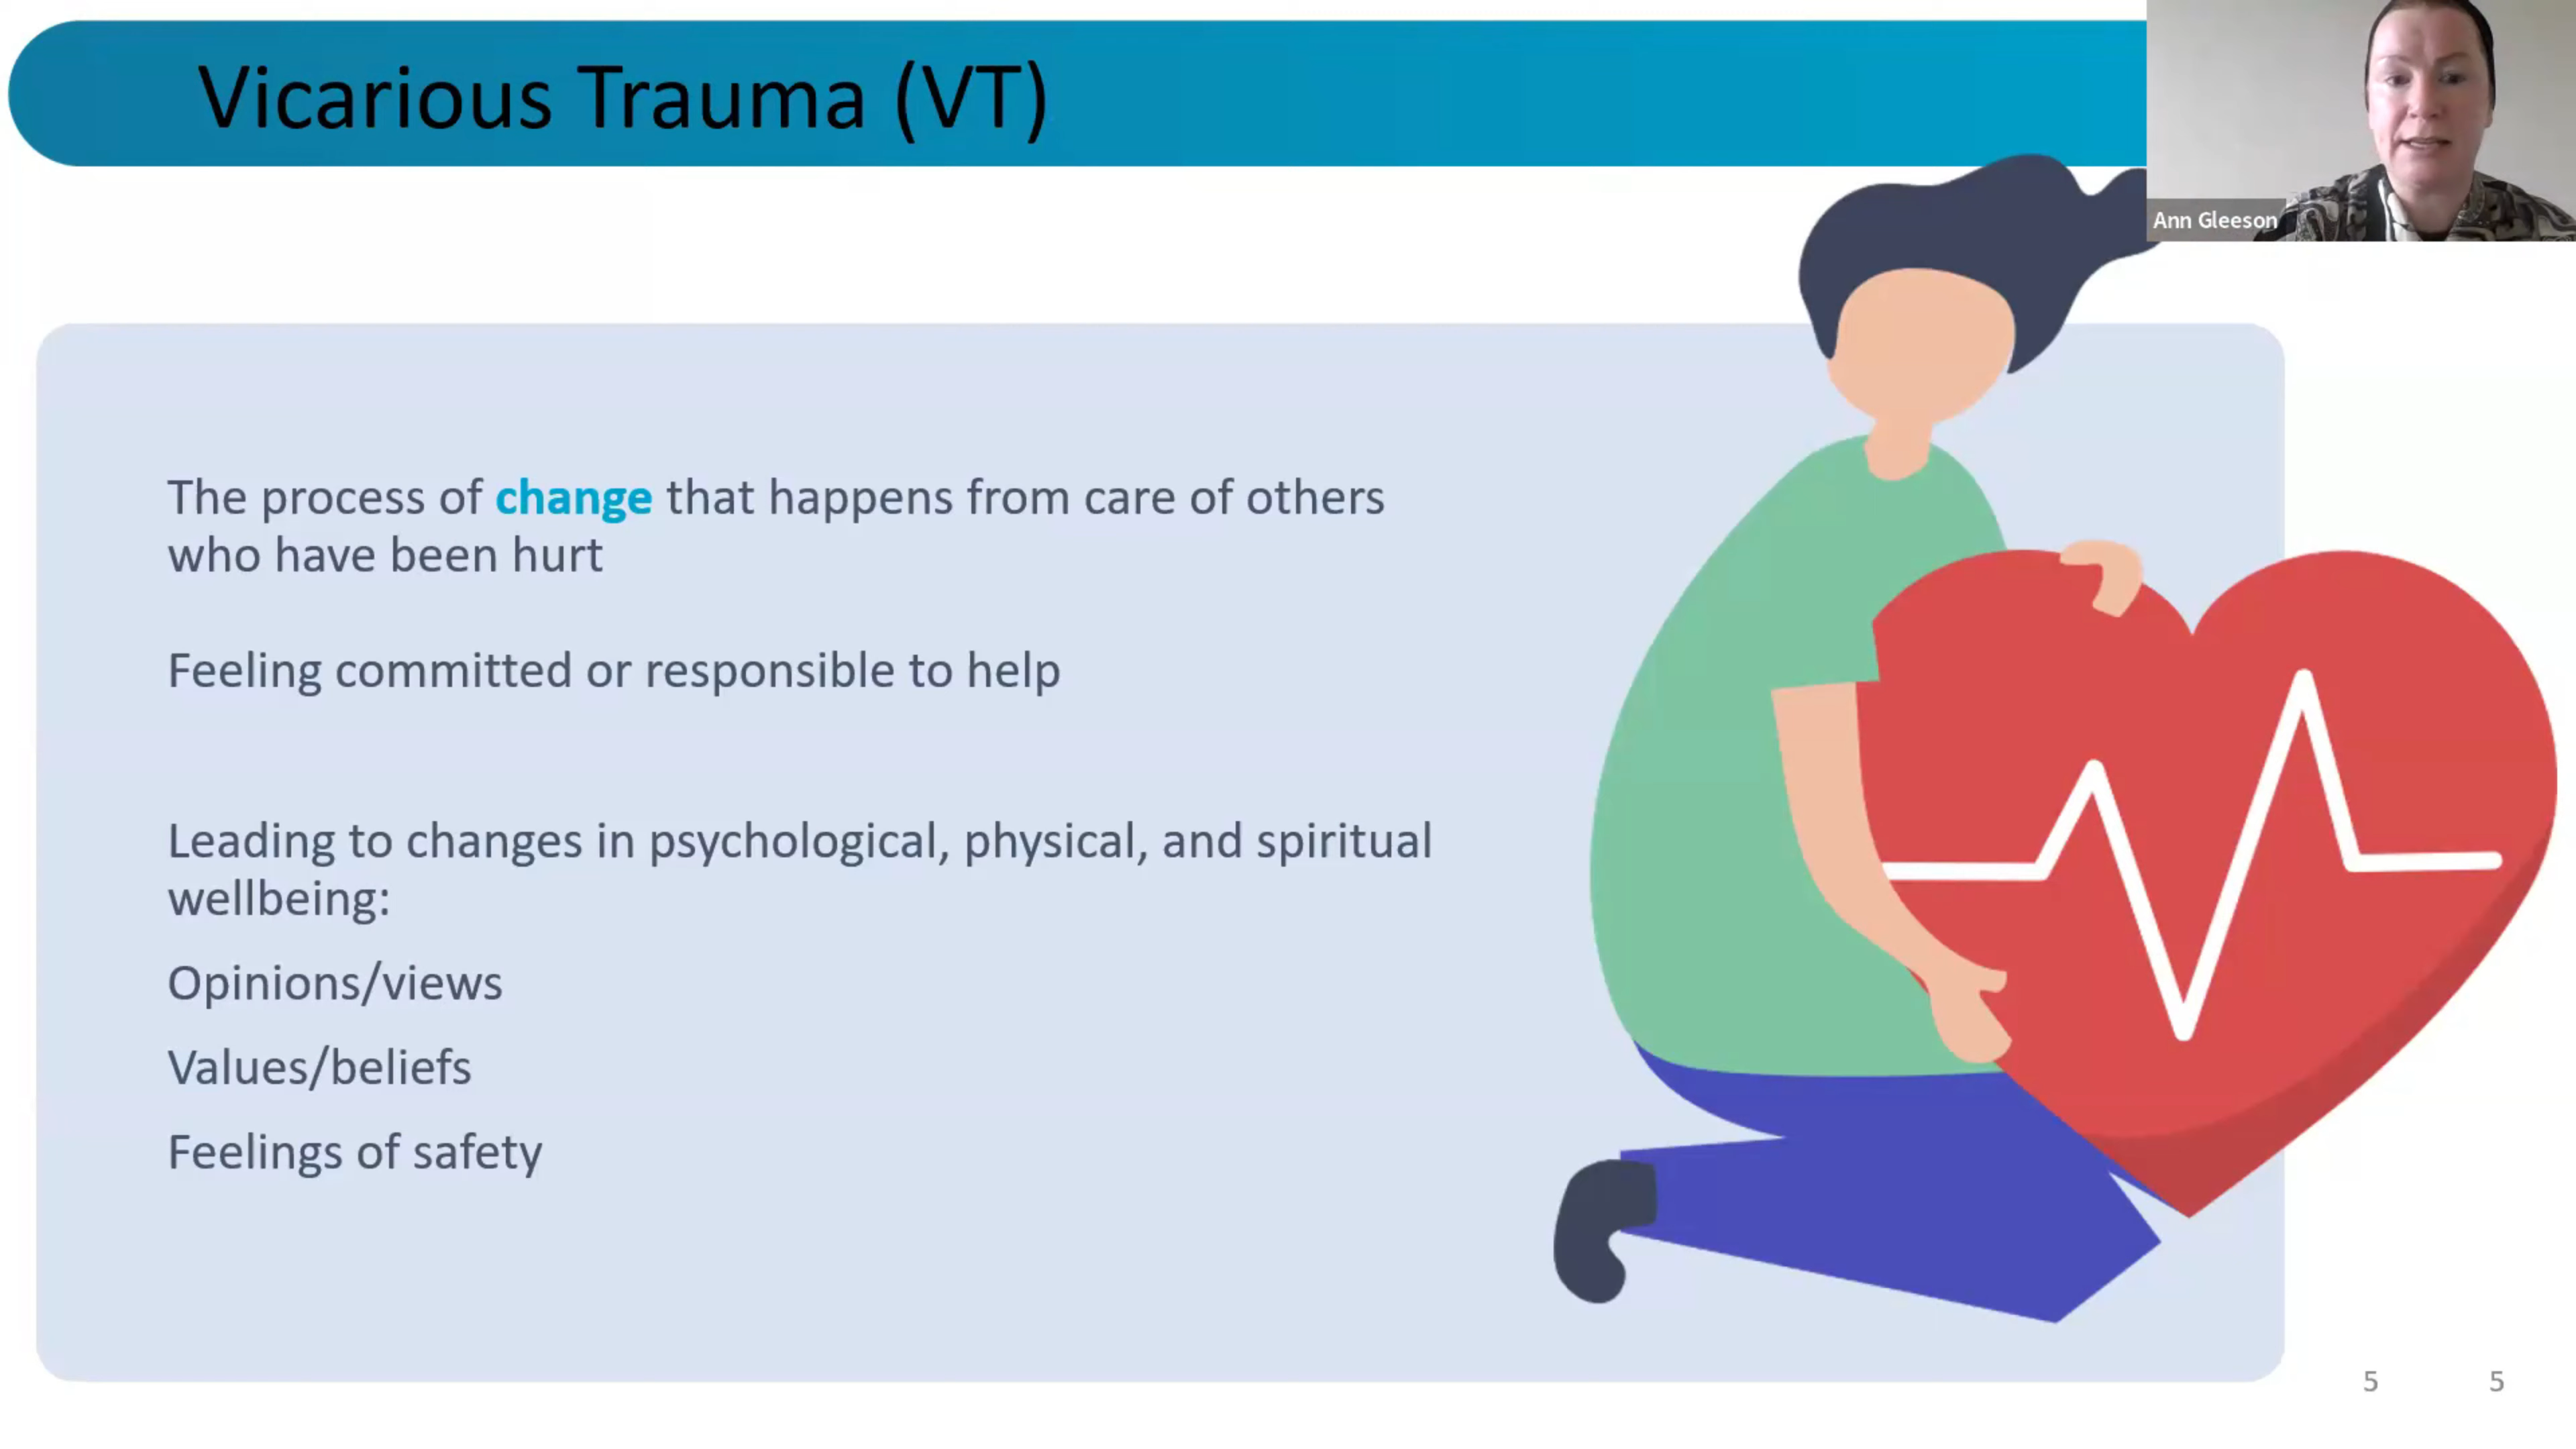 Vicarious Trauma (VT)
Ann Gleeson
The process of change that happens from care of others
who have been hurt
Feeling committed or responsible to help
Leading to changes in psychological, physical, and spiritual
wellbeing:
Opinions/views
Values/beliefs
Feelings of safety
5 5